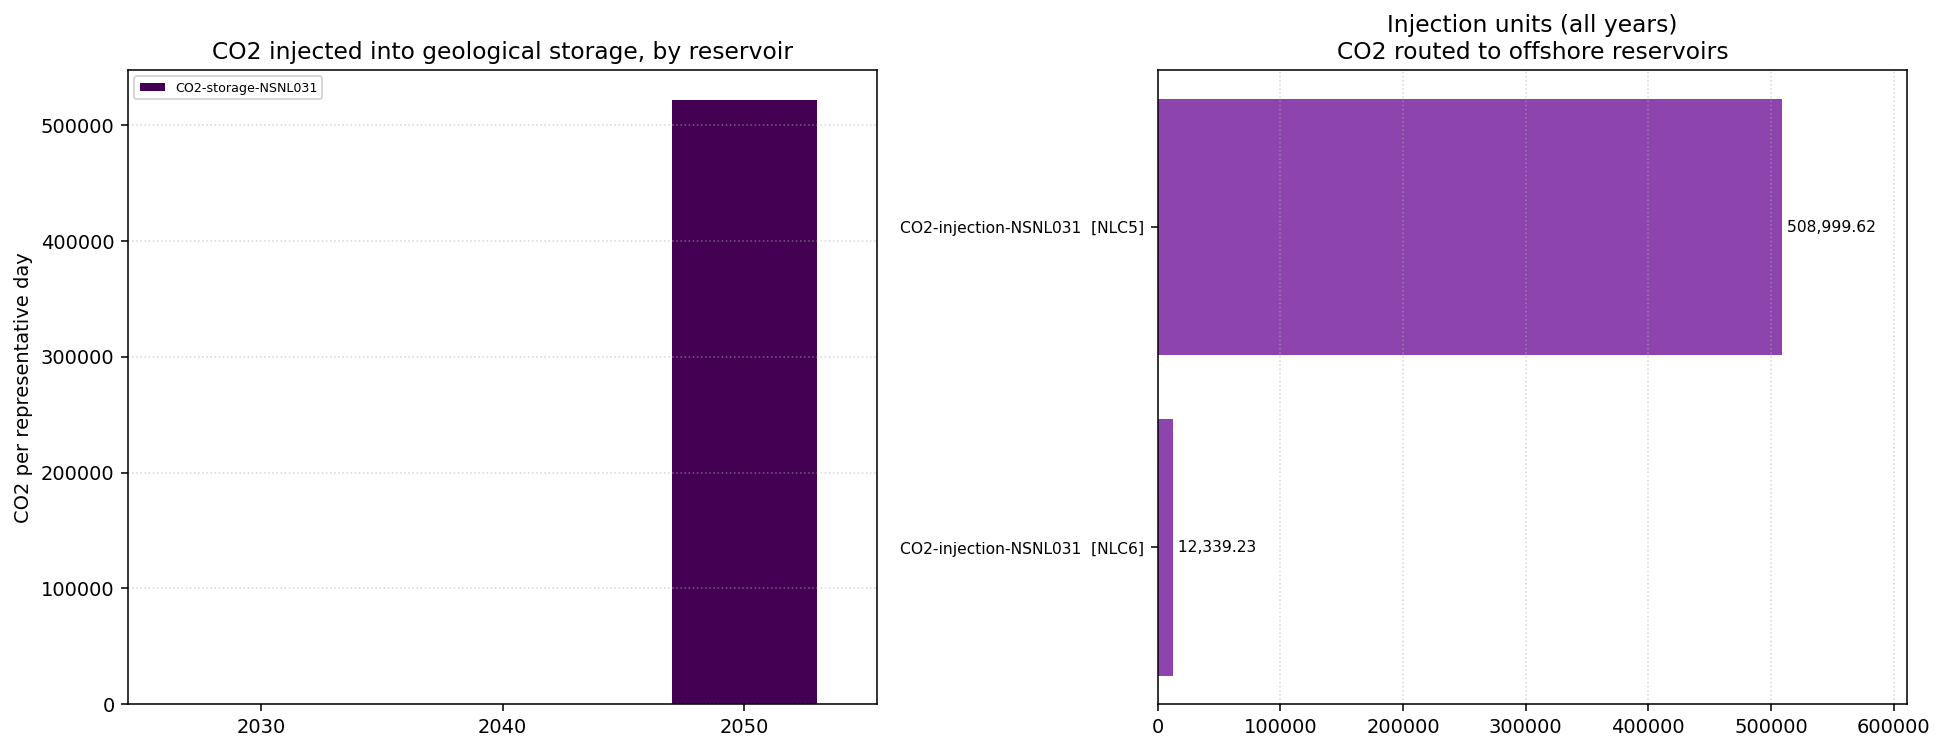 CO2 injected into geological storage, by reservoir
CO2-storage-NSNL031
CO2 per representative day
500000
400000
300000
200000
100000
0
2030
2040
2050
Injection units (all years)
CO2 routed to offshore reservoirs
CO2-injection-NSNL031 [NLC5]
508,999.62
CO2-injection-NSNL031 [NLC6]
12,339.23
0
100000
200000
300000
400000
500000
600000